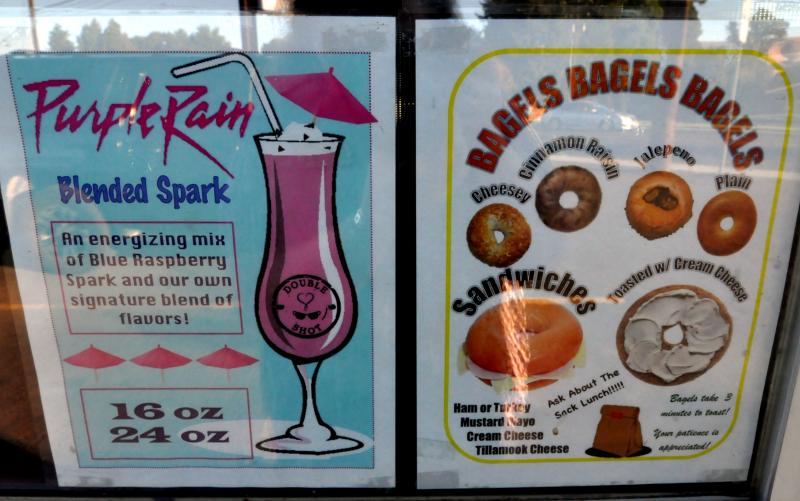 Purple Rain
Blended Spark
An energizing mix
of Blue Raspberry
Spark and our own
signature blend of
flavors!
DOUBLE
SHOT
16 oz
24 oz
BAGELS BAGELS BAGELS
Cheesey
Cinnamon Raisin
Jalepeno
Plain
Sandwiches
Toasted w/ Cream Cheese
Ham or Turkey
Mustard Mayo
Cream Cheese
Tillamook Cheese
Ask About The
Sack Lunch!!!!!
Bagels take 3
minutes to toast!
Your patience is
appreciated!